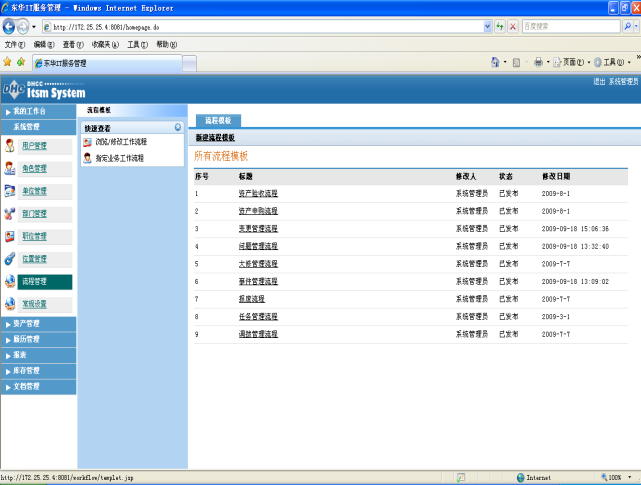 东华IT服务管理 - Windows Internet Explorer
http://172.25.25.4:8081/homepage.do
百度搜索
文件(F) 编辑(E) 查看(V) 收藏夹(A) 工具(T) 帮助(H)
东华IT服务管理
页面(P) 工具(O)
DHC DHCC Itsm System
退出 系统管理员
我的工作台
系统管理
用户管理
角色管理
单位管理
部门管理
职位管理
位置管理
流程管理
常规设置
资产管理
履历管理
报表
库存管理
文档管理
流程模板
快速查看
浏览/修改工作流程
指定业务工作流程
流程模板
新建流程模板
所有流程模板
序号 标题 修改人 状态 修改日期
1 资产验收流程 系统管理员 已发布 2009-8-1
2 资产申购流程 系统管理员 已发布 2009-8-1
3 变更管理流程 系统管理员 已发布 2009-09-18 15:06:36
4 问题管理流程 系统管理员 已发布 2009-09-18 13:32:40
5 大修管理流程 系统管理员 已发布 2009-7-7
6 事件管理流程 系统管理员 已发布 2009-09-18 13:09:02
7 报废流程 系统管理员 已发布 2009-7-7
8 任务管理流程 系统管理员 已发布 2009-3-1
9 调拨管理流程 系统管理员 已发布 2009-7-7
http://172.25.25.4:8081/workflow/templet.jsp
Internet
100%